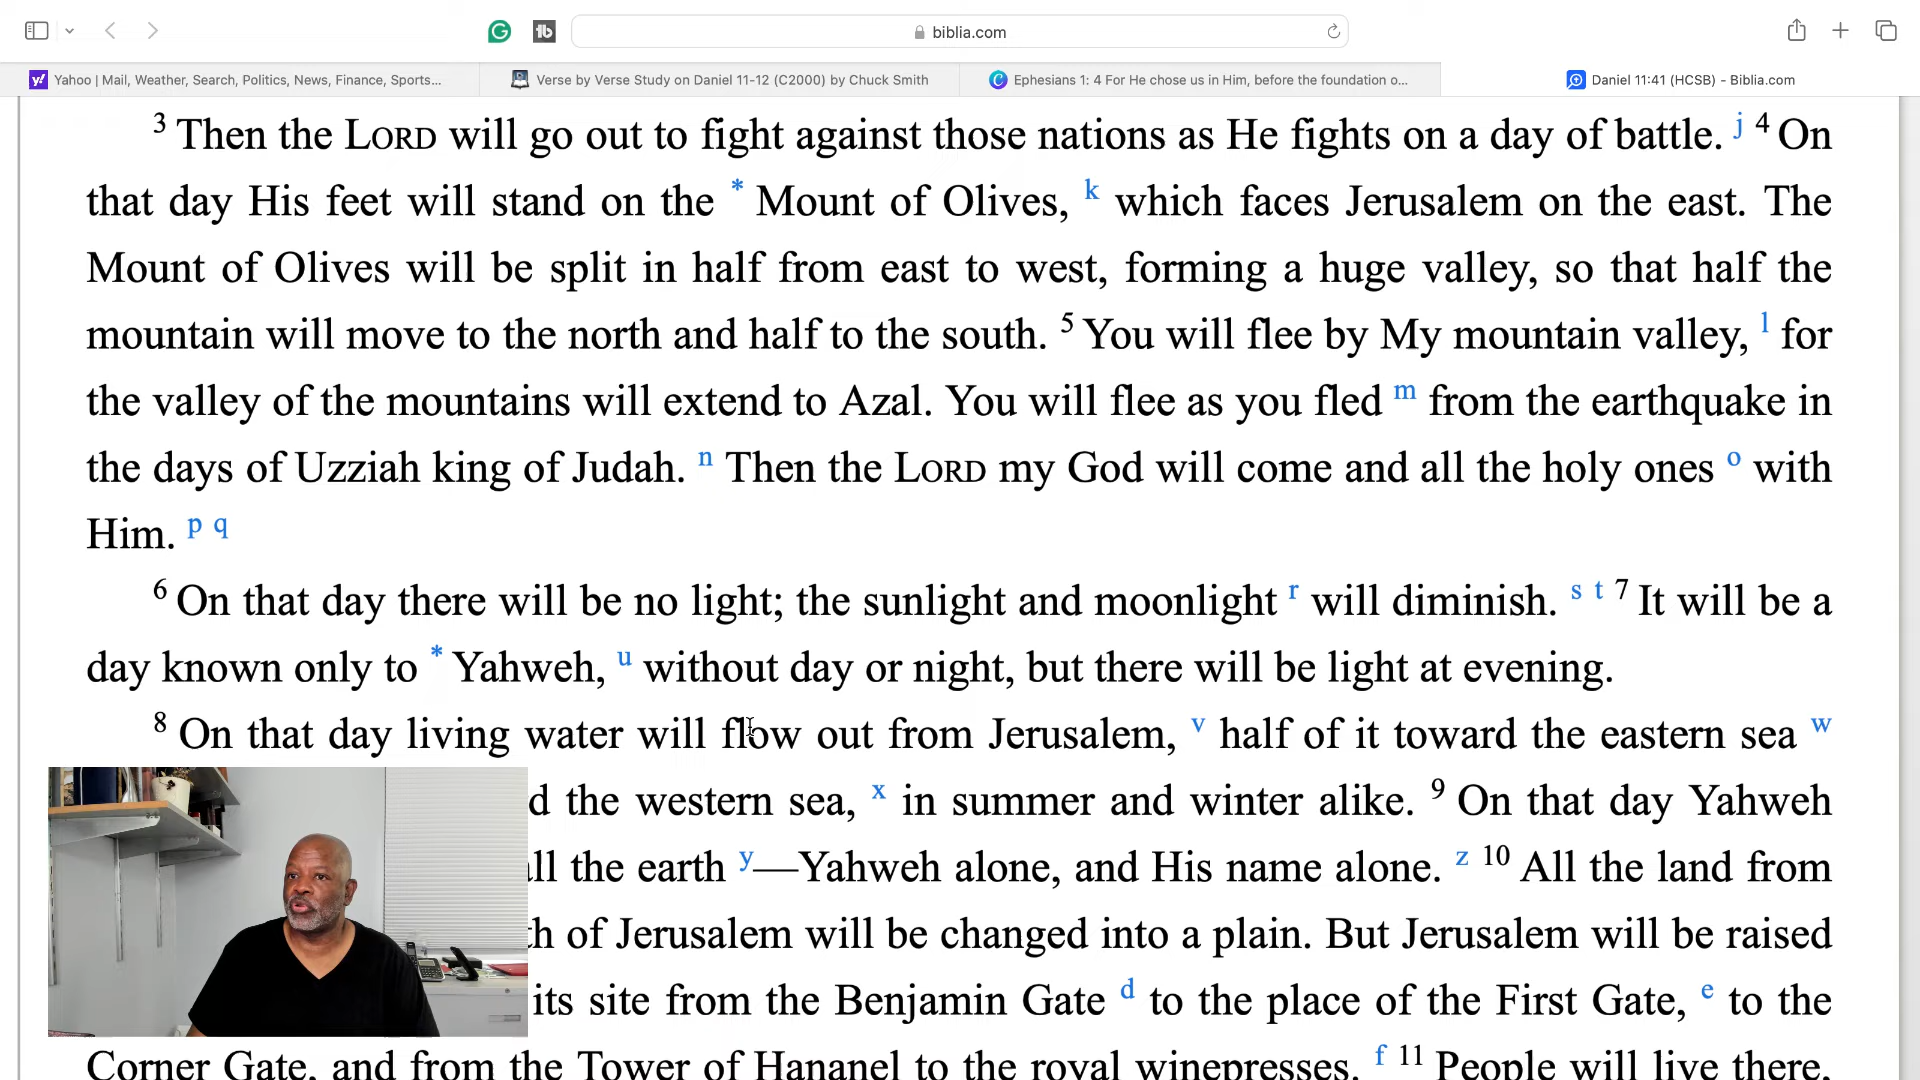 biblia.com
Yahoo | Mail, Weather, Search, Politics, News, Finance, Sports...
Verse by Verse Study on Daniel 11-12 (C2000) by Chuck Smith
Ephesians 1: 4 For He chose us in Him, before the foundation o...
Daniel 11:41 (HCSB) - Biblia.com
3 Then the LORD will go out to fight against those nations as He fights on a day of battle. j 4 On
that day His feet will stand on the * Mount of Olives, k which faces Jerusalem on the east. The
Mount of Olives will be split in half from east to west, forming a huge valley, so that half the
mountain will move to the north and half to the south. 5 You will flee by My mountain valley, l for
the valley of the mountains will extend to Azal. You will flee as you fled m from the earthquake in
the days of Uzziah king of Judah. n Then the LORD my God will come and all the holy ones o with
Him. p q
6 On that day there will be no light; the sunlight and moonlight r will diminish. s t 7 It will be a
day known only to * Yahweh, u without day or night, but there will be light at evening.
8 On that day living water will flow out from Jerusalem, v half of it toward the eastern sea w
d the western sea, x in summer and winter alike. 9 On that day Yahweh
all the earth y—Yahweh alone, and His name alone. z 10 All the land from
th of Jerusalem will be changed into a plain. But Jerusalem will be raised
its site from the Benjamin Gate d to the place of the First Gate, e to the
Corner Gate, and from the Tower of Hananel to the royal winepresses. f 11 People will live there,